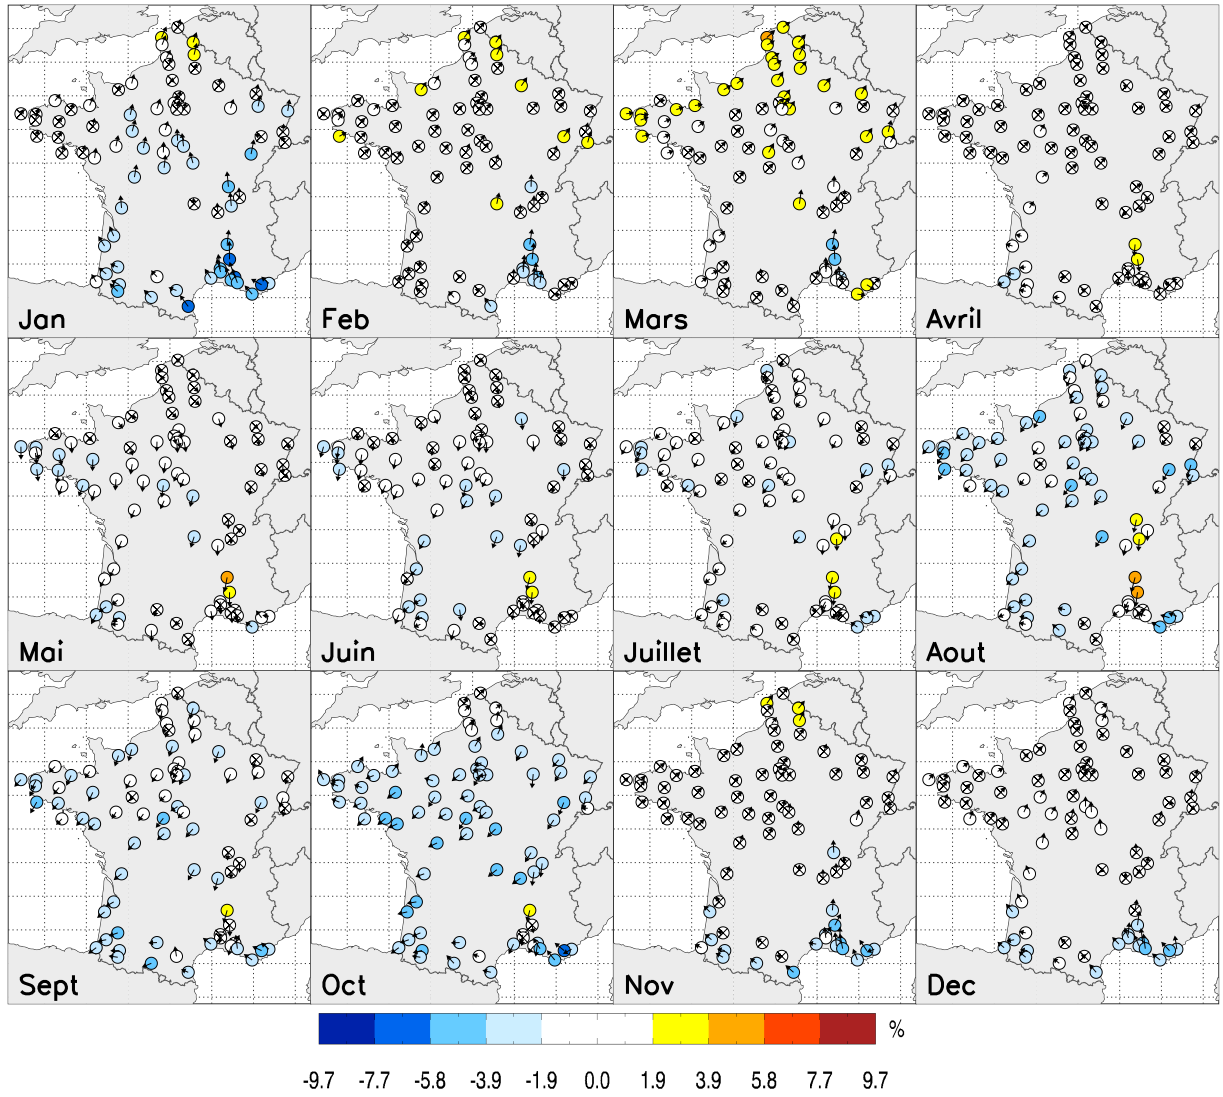 Jan Feb Mars Avril
Mai Juin Juillet Aout
Sept Oct Nov Dec
%
-9.7 -7.7 -5.8 -3.9 -1.9 0.0 1.9 3.9 5.8 7.7 9.7